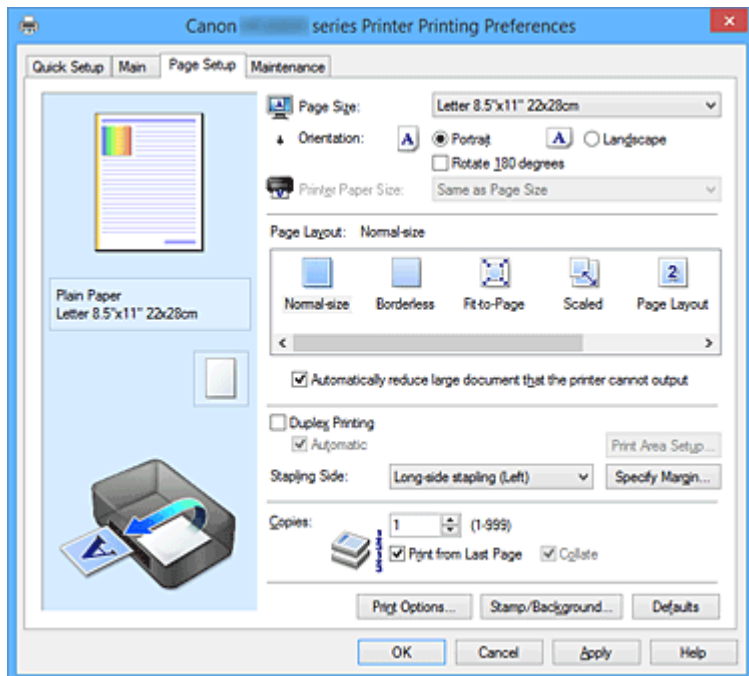 Canon series Printer Printing Preferences
Quick Setup Main Page Setup Maintenance
Page Size: Letter 8.5"x11" 22x28cm
Orientation: A Portrait A Landscape
Rotate 180 degrees
Printer Paper Size: Same as Page Size
Page Layout: Normal-size
2
Normal-size Borderless Fit-to-Page Scaled Page Layout
Plain Paper
Letter 8.5"x11" 22x28cm
Automatically reduce large document that the printer cannot output
Duplex Printing
Automatic Print Area Setup...
Stapling Side: Long-side stapling (Left) Specify Margin...
Copies: 1 (1-999)
Print from Last Page Collate
A
Print Options... Stamp/Background... Defaults
OK Cancel Apply Help